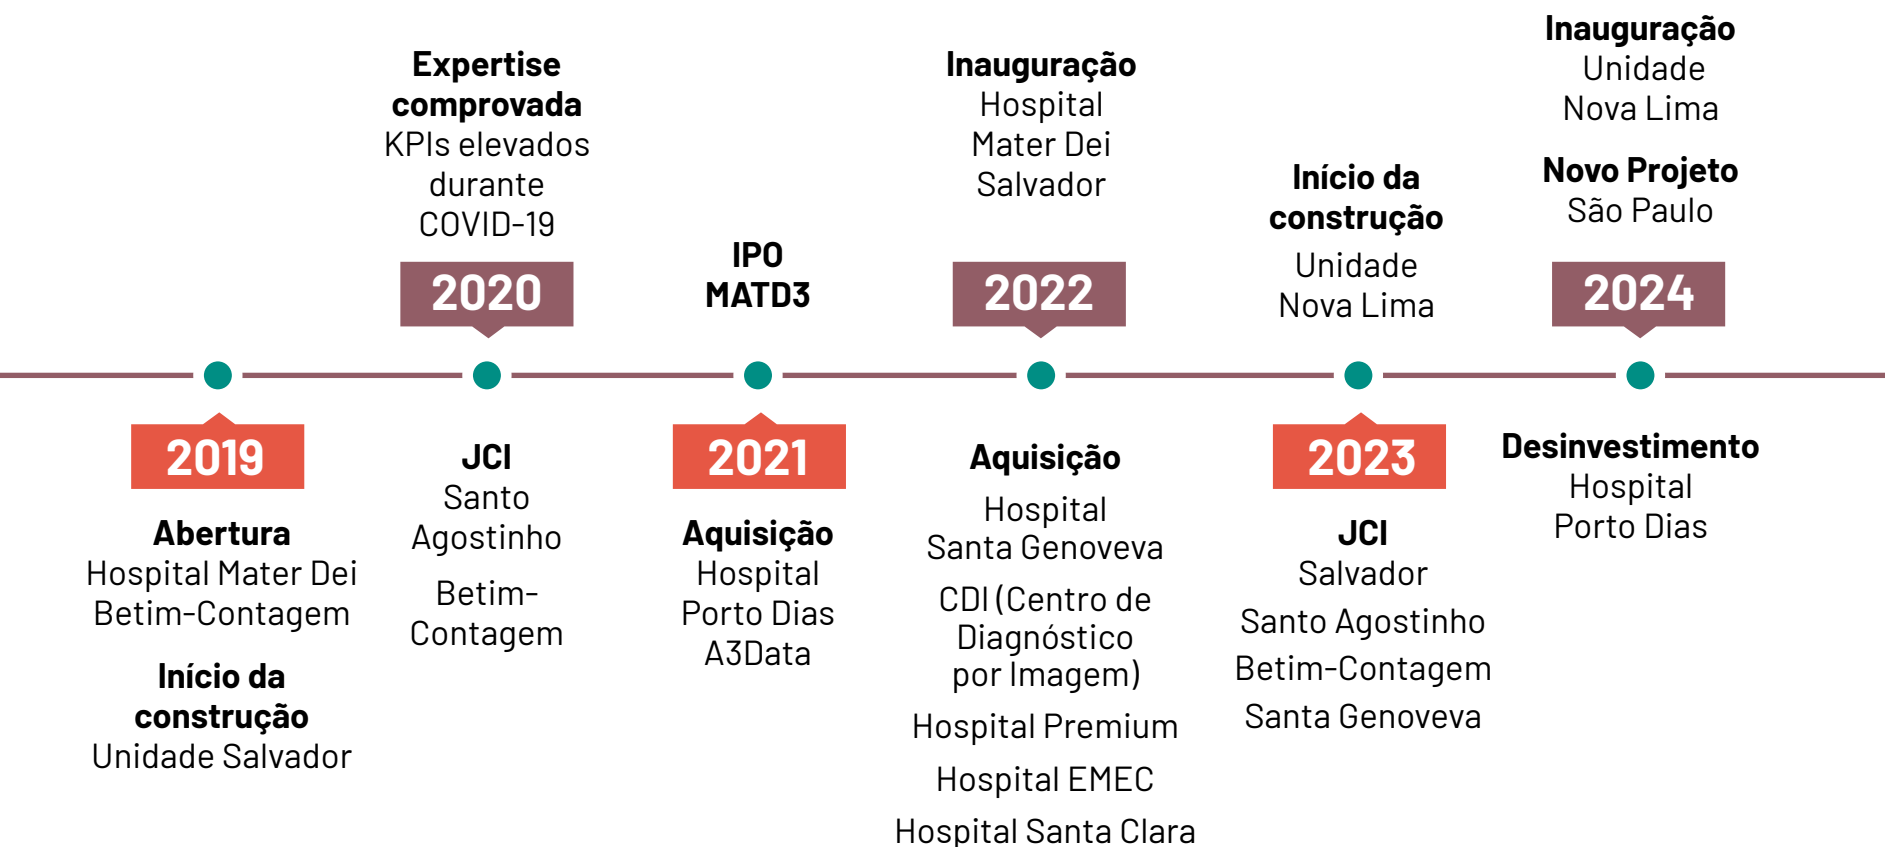 2019
Abertura
Hospital Mater Dei
Betim-Contagem
Início da
construção
Unidade Salvador
Expertise
comprovada
KPIs elevados
durante
COVID-19
2020
JCI
Santo
Agostinho
Betim-
Contagem
IPO
MATD3
2021
Aquisição
Hospital
Porto Dias
A3Data
Inauguração
Hospital
Mater Dei
Salvador
2022
Aquisição
Hospital
Santa Genoveva
CDI (Centro de
Diagnóstico
por Imagem)
Hospital Premium
Hospital EMEC
Hospital Santa Clara
Início da
construção
Unidade
Nova Lima
2023
JCI
Salvador
Santo Agostinho
Betim-Contagem
Santa Genoveva
Inauguração
Unidade
Nova Lima
Novo Projeto
São Paulo
2024
Desinvestimento
Hospital
Porto Dias